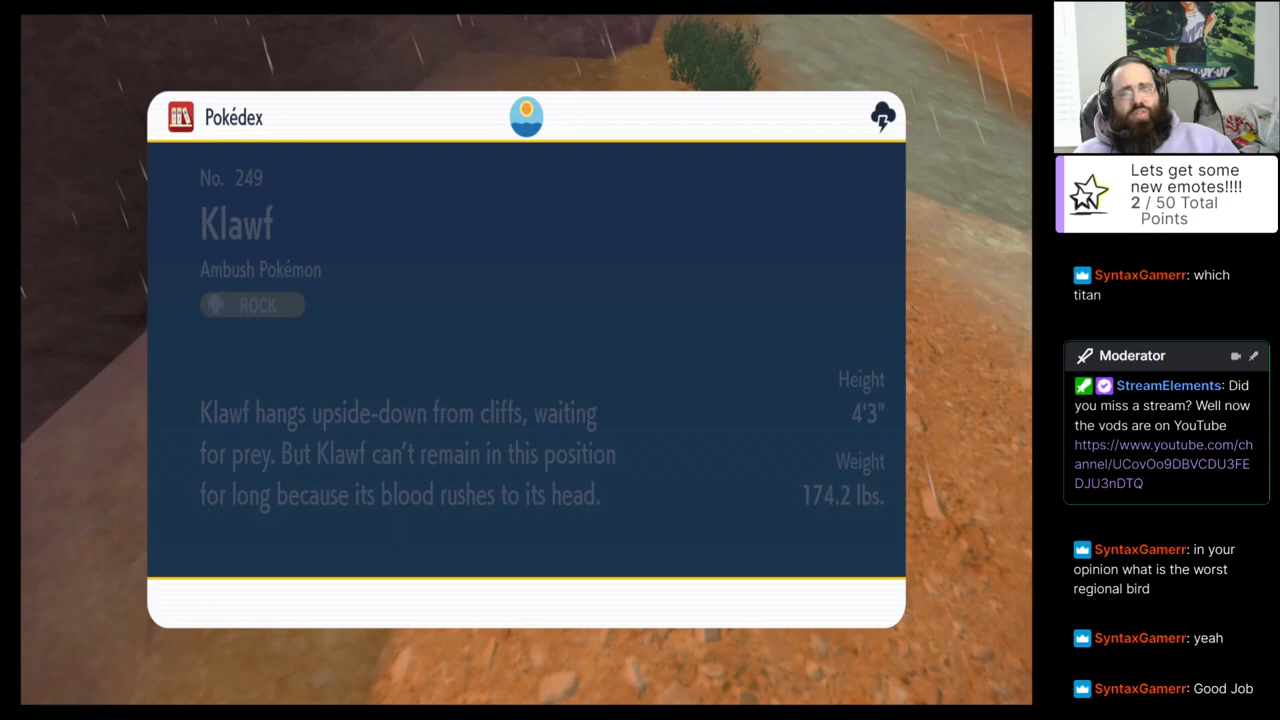 Pokédex
No. 249
Klawf
Ambush Pokémon
ROCK
Klawf hangs upside-down from cliffs, waiting
for prey. But Klawf can't remain in this position
for long because its blood rushes to its head.
Height
4'3"
Weight
174.2 lbs.
Lets get some
new emotes!!!!
2 / 50 Total
Points
SyntaxGamerr: which
titan
Moderator
StreamElements: Did
you miss a stream? Well now
the vods are on YouTube
https://www.youtube.com/ch
annel/UCovOo9DBVCDU3FE
DJU3nDTQ
SyntaxGamerr: in your
opinion what is the worst
regional bird
SyntaxGamerr: yeah
SyntaxGamerr: Good Job